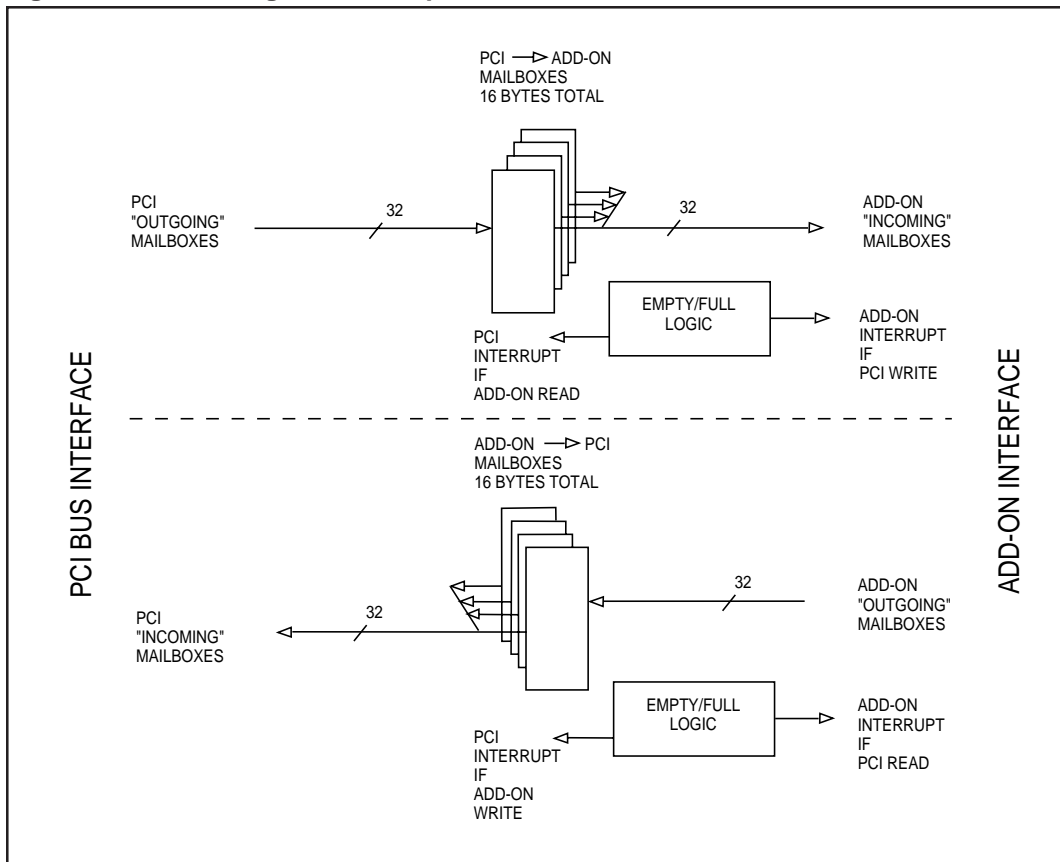 PCI → ADD-ON
MAILBOXES
16 BYTES TOTAL
PCI
"OUTGOING"
MAILBOXES
32
32
ADD-ON
"INCOMING"
MAILBOXES
EMPTY/FULL
LOGIC
PCI
INTERRUPT
IF
ADD-ON READ
ADD-ON
INTERRUPT
IF
PCI WRITE
PCI BUS INTERFACE
ADD-ON INTERFACE
ADD-ON → PCI
MAILBOXES
16 BYTES TOTAL
PCI
"INCOMING"
MAILBOXES
32
32
ADD-ON
"OUTGOING"
MAILBOXES
EMPTY/FULL
LOGIC
PCI
INTERRUPT
IF
ADD-ON
WRITE
ADD-ON
INTERRUPT
IF
PCI READ